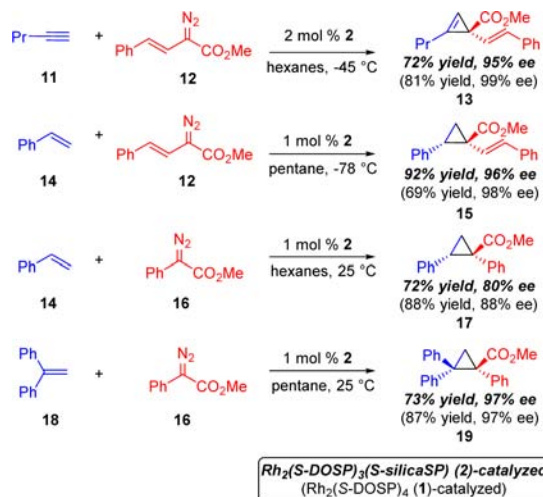 Pr + N2 Ph CO2Me 2 mol % 2 CO2Me Pr Ph
11 12 hexanes, -45 °C 72% yield, 95% ee
(81% yield, 99% ee)
13
Ph + N2 Ph CO2Me 1 mol % 2 CO2Me Ph Ph
14 12 pentane, -78 °C 92% yield, 96% ee
(69% yield, 98% ee)
15
Ph + N2 Ph CO2Me 1 mol % 2 CO2Me Ph Ph
14 16 hexanes, 25 °C 72% yield, 80% ee
(88% yield, 88% ee)
17
Ph Ph + N2 Ph CO2Me 1 mol % 2 Ph CO2Me Ph Ph
18 16 pentane, 25 °C 73% yield, 97% ee
(87% yield, 97% ee)
19
Rh2(S-DOSP)3(S-silicaSP) (2)-catalyzed
(Rh2(S-DOSP)4 (1)-catalyzed)